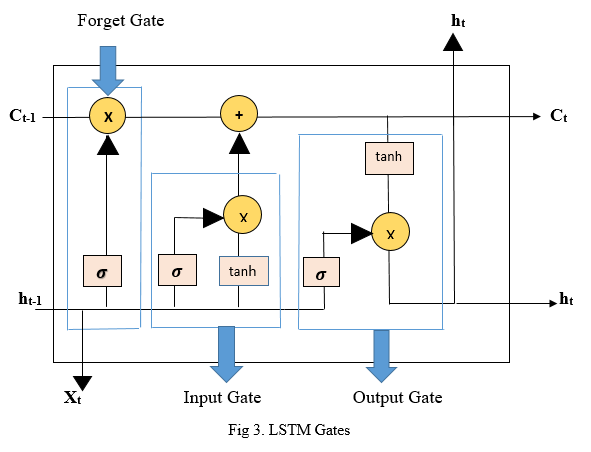 Forget Gate
ht
Ct-1
x
+
Ct
tanh
x
x
σ
σ
tanh
σ
ht-1
ht
Xt
Input Gate
Output Gate
Fig 3. LSTM Gates